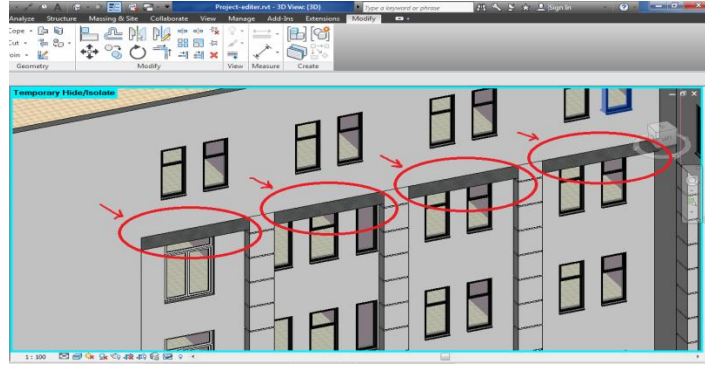 Project-editer.rvt - 3D View: {3D}
Type a keyword or phrase
Sign In
Analyze Structure Massing & Site Collaborate View Manage Add-Ins Extensions Modify
Cope
Cut
Join
Geometry Modify View Measure Create
Temporary Hide/Isolate
1 : 100